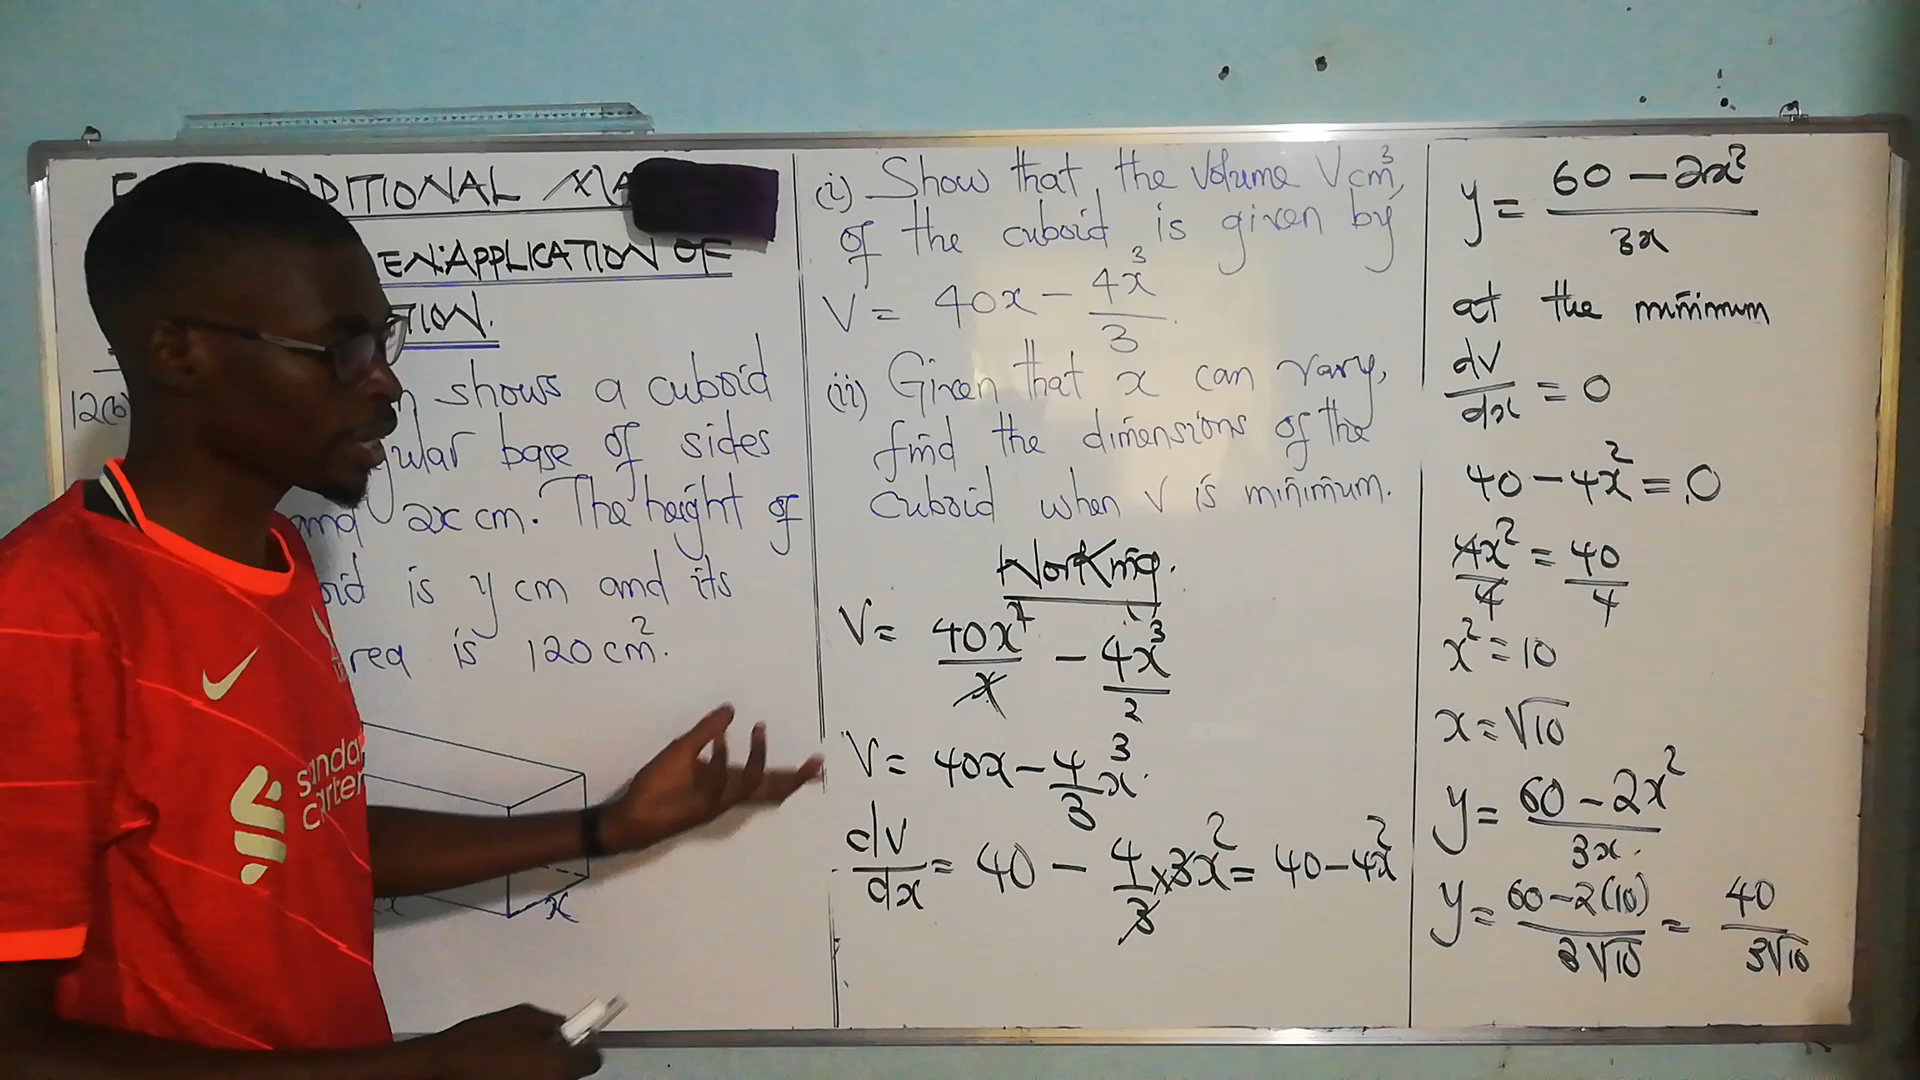 ADDITIONAL MA
EN: APPLICATION OF
TION.
12(b) shows a cuboid
gular base of sides
and 2x cm. The height of
oid is y cm and its
rea is 120cm².
x
standard
carter
(i) Show that, the volume V cm³,
of the cuboid is given by
V = 40x - 4x³/3.
(ii) Given that x can vary,
find the dimensions of the
cuboid when V is minimum.
Working.
V = 40x²/x - 4x³/3
V = 40x - 4/3 x³.
dV/dx = 40 - 4/3 × 3x² = 40 - 4x²
y = 60 - 2x²/3x
at the minimum
dV/dx = 0
40 - 4x² = 0
4x²/4 = 40/4
x² = 10
x = √10
y = 60 - 2x²/3x.
y = 60 - 2(10)/3√10 = 40/3√10